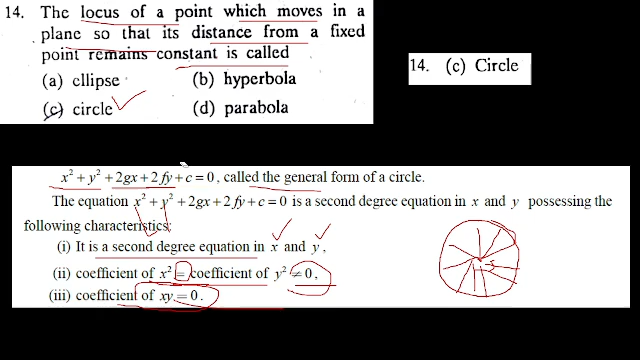 14. The locus of a point which moves in a
plane so that its distance from a fixed
point remains constant is called
(a) ellipse (b) hyperbola
(c) circle (d) parabola
14. (c) Circle
x² + y² + 2gx + 2fy + c = 0, called the general form of a circle.
The equation x² + y² + 2gx + 2fy + c = 0 is a second degree equation in x and y possessing the
following characteristics:
(i) It is a second degree equation in x and y,
(ii) coefficient of x² = coefficient of y² ≠ 0,
(iii) coefficient of xy = 0.